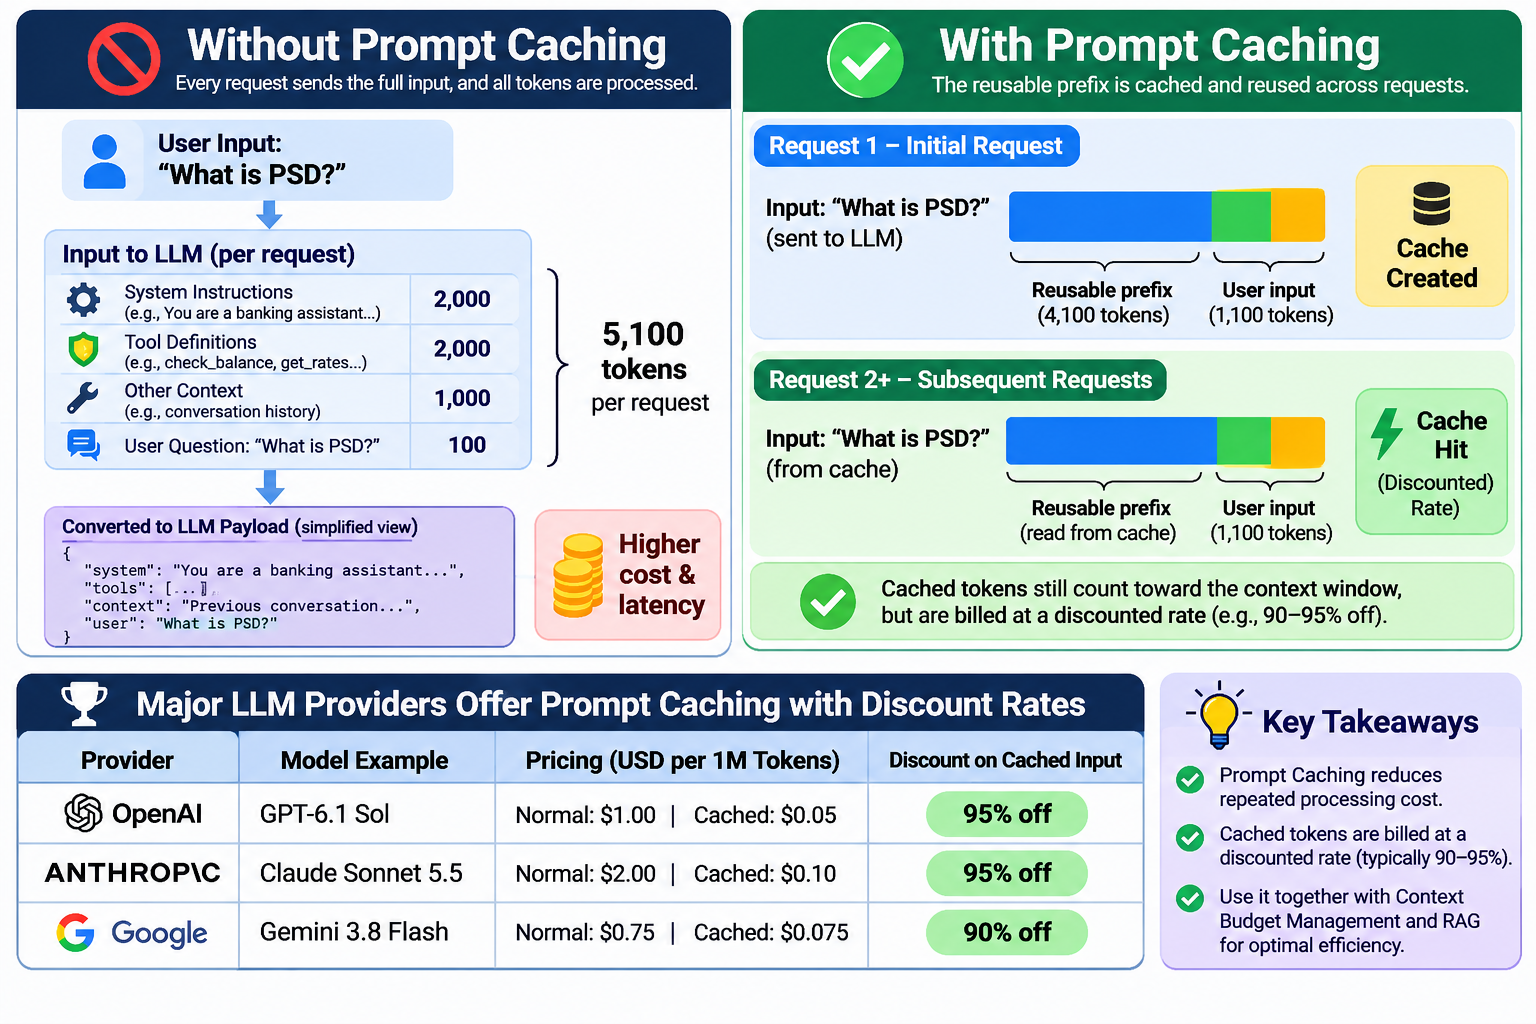 Without Prompt Caching
Every request sends the full input, and all tokens are processed.
User Input:
“What is PSD?”
Input to LLM (per request)
System Instructions
(e.g., You are a banking assistant...)
2,000
Tool Definitions
(e.g., check_balance, get_rates...)
2,000
Other Context
(e.g., conversation history)
1,000
User Question: “What is PSD?”
100
5,100
tokens
per request
Converted to LLM Payload (simplified view)
{
"system": "You are a banking assistant...",
"tools": [...],
"context": "Previous conversation...",
"user": "What is PSD?"
}
Higher
cost &
latency
With Prompt Caching
The reusable prefix is cached and reused across requests.
Request 1 – Initial Request
Input: “What is PSD?”
(sent to LLM)
Reusable prefix
(4,100 tokens)
User input
(1,100 tokens)
Cache
Created
Request 2+ – Subsequent Requests
Input: “What is PSD?”
(from cache)
Reusable prefix
(read from cache)
User input
(1,100 tokens)
Cache
Hit
(Discounted)
Rate)
Cached tokens still count toward the context window,
but are billed at a discounted rate (e.g., 90–95% off).
Major LLM Providers Offer Prompt Caching with Discount Rates
Provider
Model Example
Pricing (USD per 1M Tokens)
Discount on Cached Input
OpenAI
GPT-6.1 Sol
Normal: $1.00 | Cached: $0.05
95% off
ANTHROP\C
Claude Sonnet 5.5
Normal: $2.00 | Cached: $0.10
95% off
Google
Gemini 3.8 Flash
Normal: $0.75 | Cached: $0.075
90% off
Key Takeaways
Prompt Caching reduces
repeated processing cost.
Cached tokens are billed at a
discounted rate (typically 90–95%).
Use it together with Context
Budget Management and RAG
for optimal efficiency.